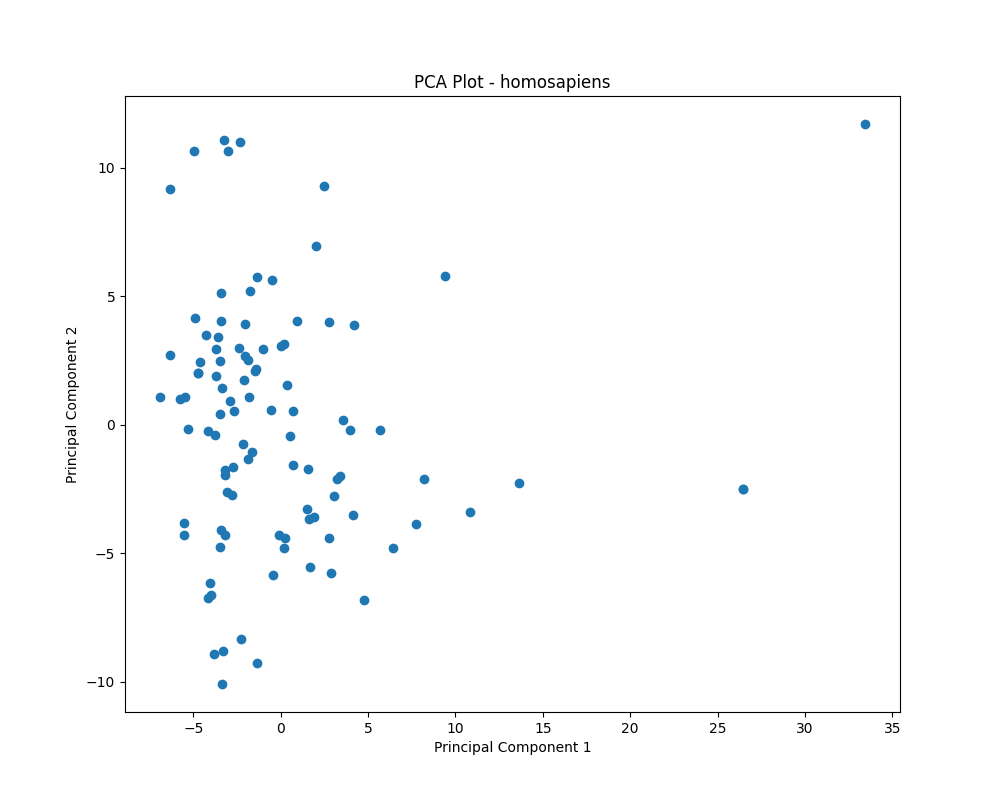 PCA Plot - homosapiens
10
5
0
−5
−10
Principal Component 2
−5 0 5 10 15 20 25 30 35
Principal Component 1